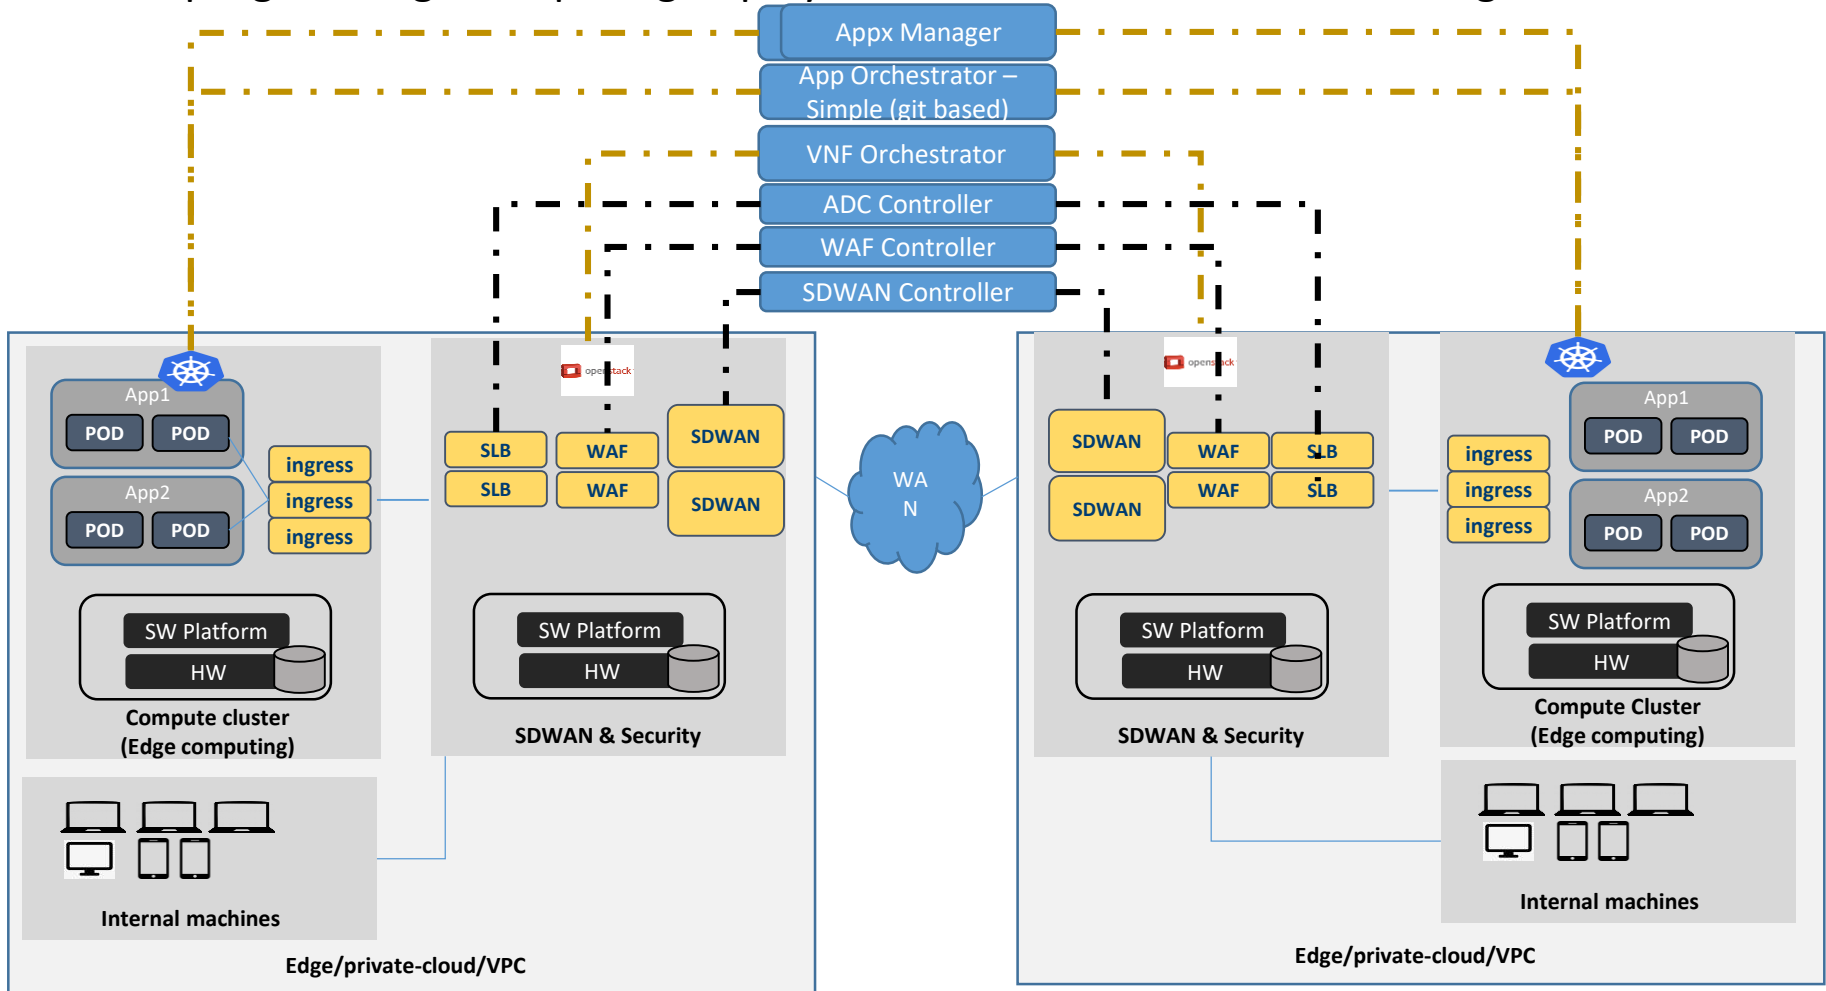 Appx Manager
App Orchestrator –
Simple (git based)
VNF Orchestrator
ADC Controller
WAF Controller
SDWAN Controller
App1
POD POD
App2
POD POD
ingress
ingress
ingress
SW Platform
HW
Compute cluster
(Edge computing)
openstack
SLB
SLB
WAF
WAF
SDWAN
SDWAN
SW Platform
HW
SDWAN & Security
Internal machines
Edge/private-cloud/VPC
WA
N
openstack
SDWAN
SDWAN
WAF
WAF
SLB
SLB
SW Platform
HW
SDWAN & Security
ingress
ingress
ingress
App1
POD POD
App2
POD POD
SW Platform
HW
Compute Cluster
(Edge computing)
Internal machines
Edge/private-cloud/VPC